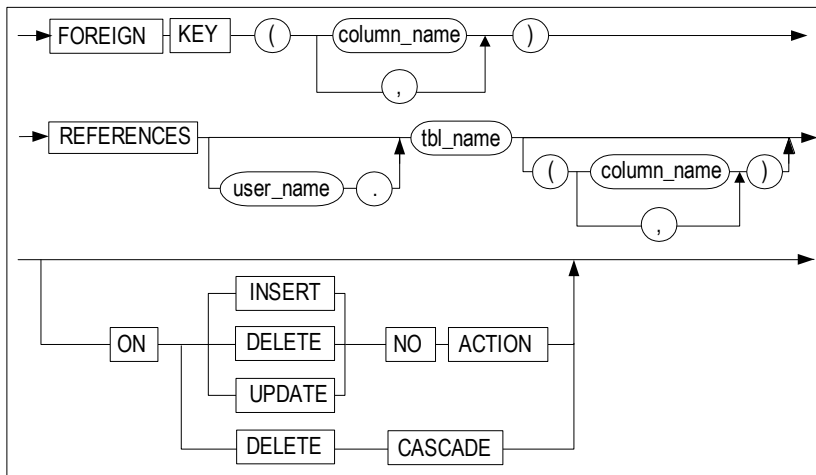 FOREIGN KEY ( column_name )
,
REFERENCES tbl_name
user_name . ( column_name )
,
INSERT
ON DELETE NO ACTION
UPDATE
DELETE CASCADE